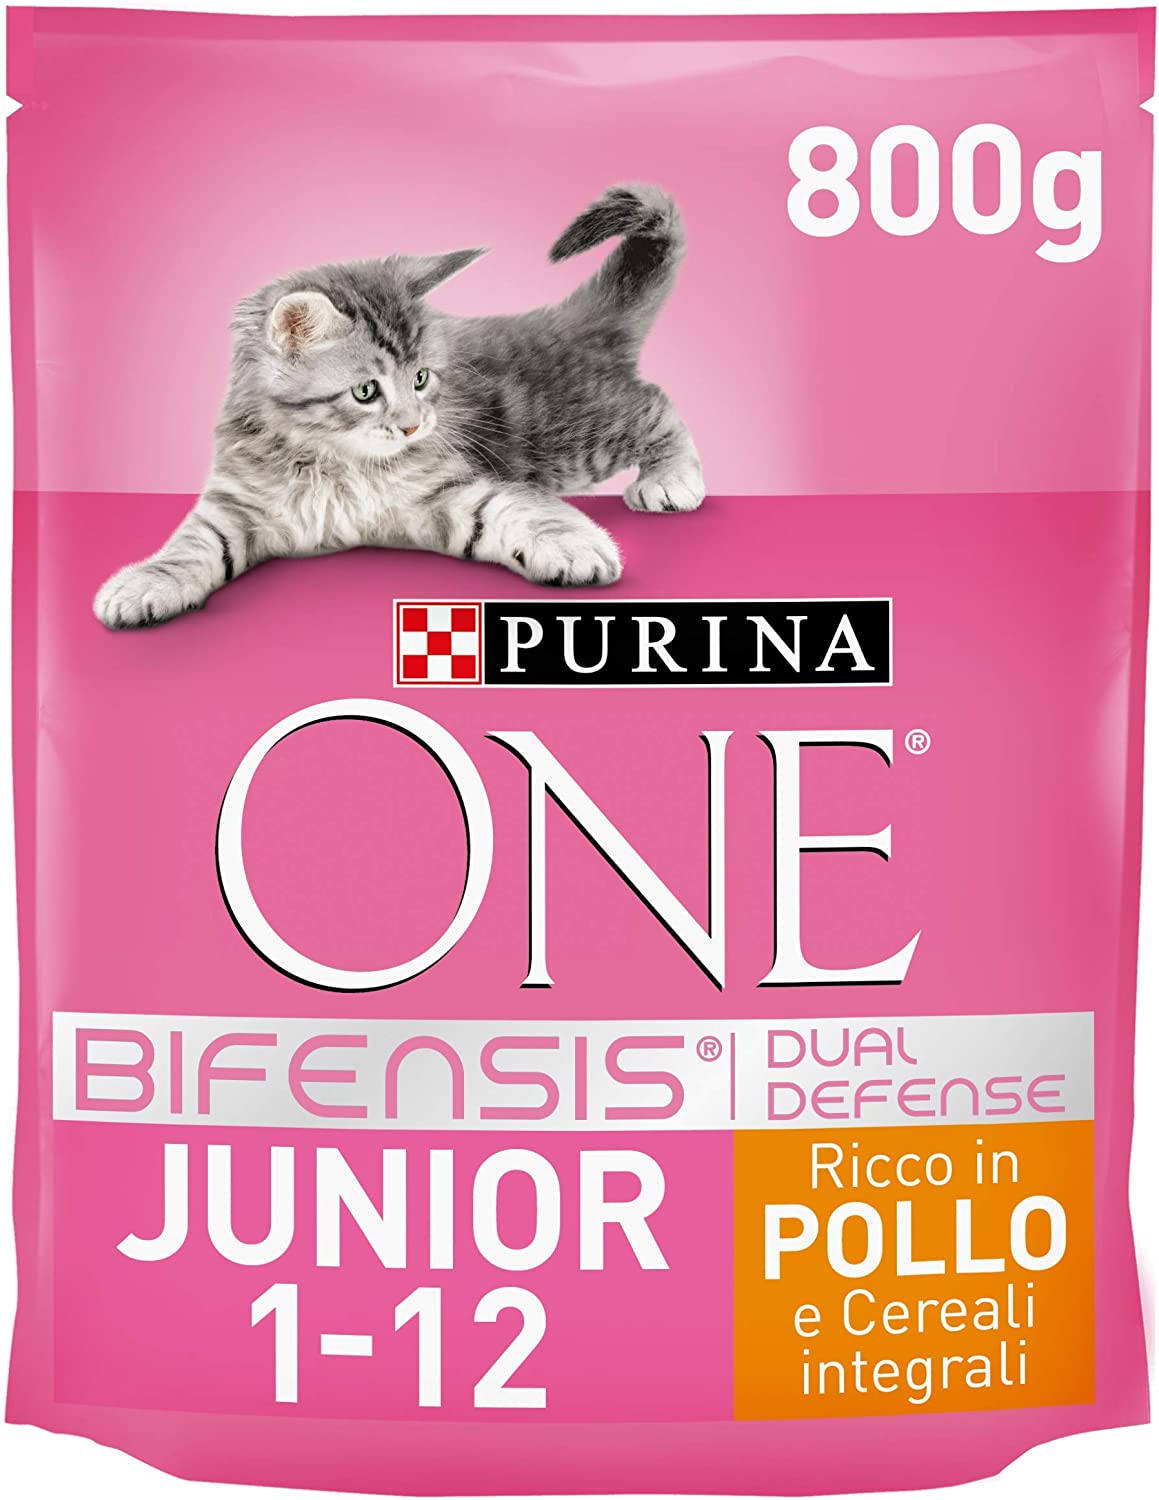 800g
PURINA
ONE®
BIFENSIS® | DUAL
DEFENSE
JUNIOR
1-12
Ricco in
POLLO
e Cereali
integrali